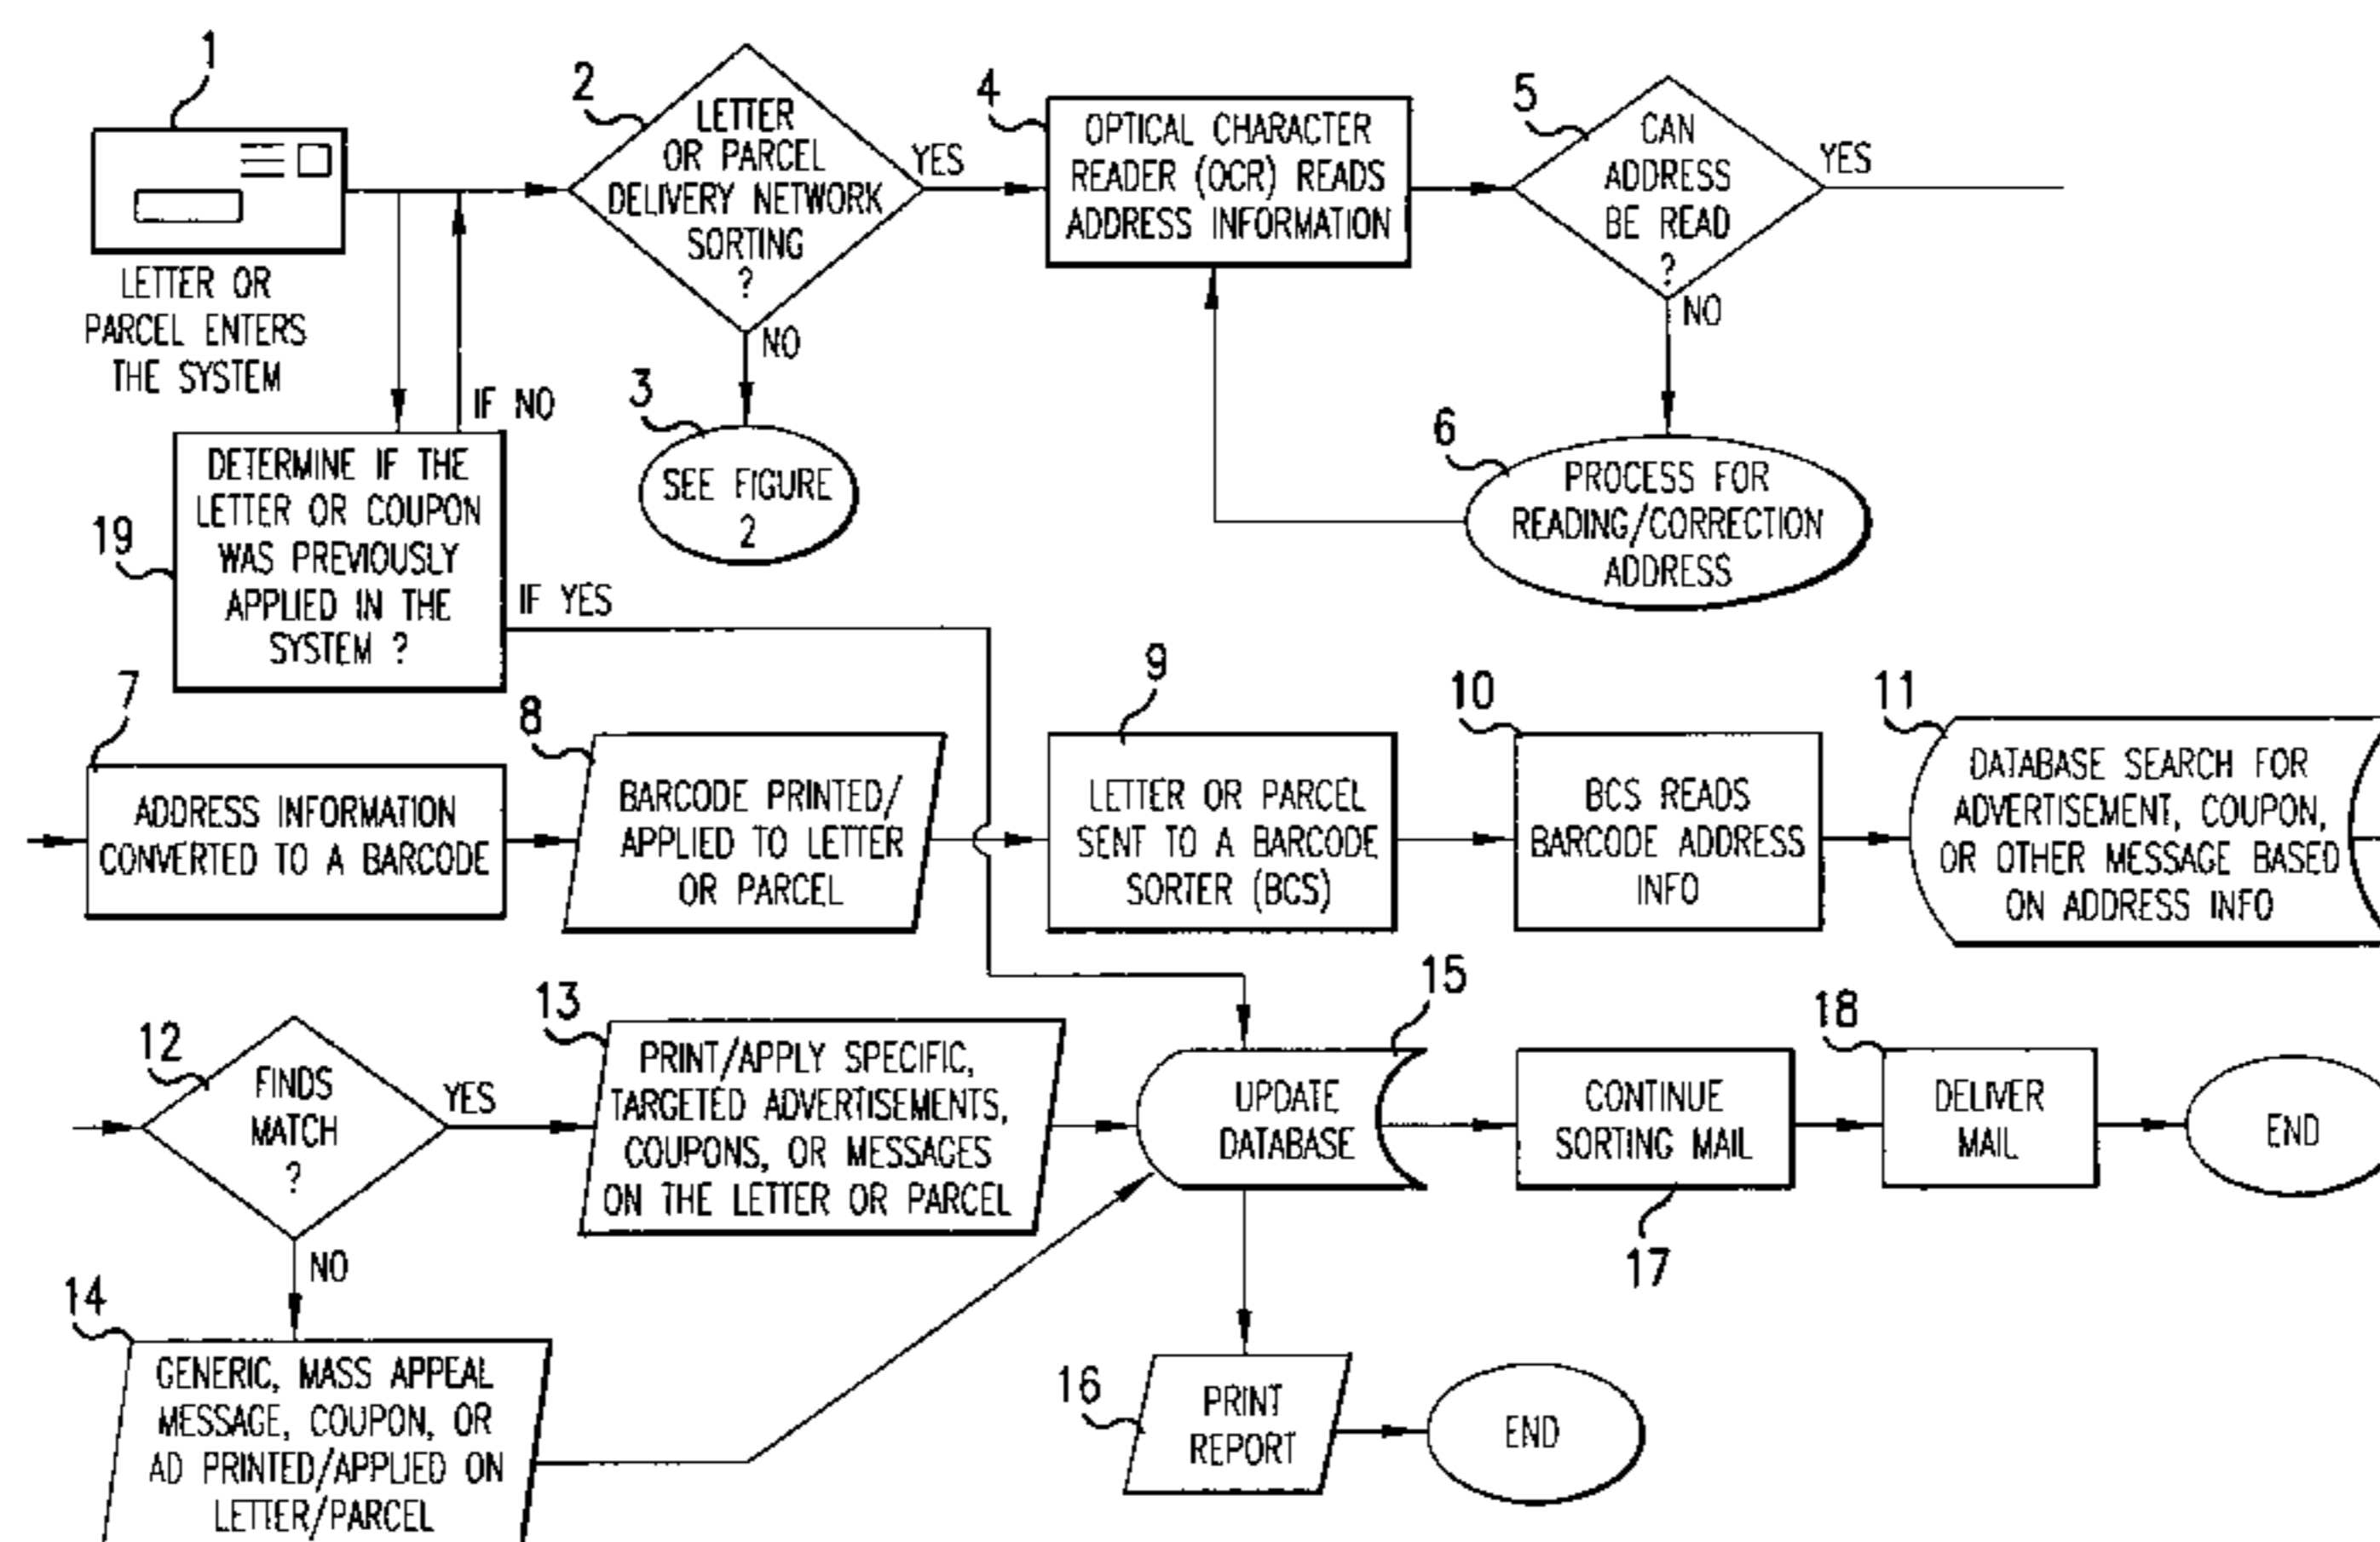 1
LETTER OR
PARCEL ENTERS
THE SYSTEM
2
LETTER
OR PARCEL
DELIVERY NETWORK
SORTING
?
YES
NO
3
SEE FIGURE
2
4
OPTICAL CHARACTER
READER (OCR) READS
ADDRESS INFORMATION
5
CAN
ADDRESS
BE READ
?
YES
NO
6
PROCESS FOR
READING/CORRECTION
ADDRESS
19
DETERMINE IF THE
LETTER OR COUPON
WAS PREVIOUSLY
APPLIED IN THE
SYSTEM ?
IF NO
IF YES
7
ADDRESS INFORMATION
CONVERTED TO A BARCODE
8
BARCODE PRINTED/
APPLIED TO LETTER
OR PARCEL
9
LETTER OR PARCEL
SENT TO A BARCODE
SORTER (BCS)
10
BCS READS
BARCODE ADDRESS
INFO
11
DATABASE SEARCH FOR
ADVERTISEMENT, COUPON,
OR OTHER MESSAGE BASED
ON ADDRESS INFO
12
FINDS
MATCH
?
YES
NO
13
PRINT/APPLY SPECIFIC,
TARGETED ADVERTISEMENTS,
COUPONS, OR MESSAGES
ON THE LETTER OR PARCEL
14
GENERIC, MASS APPEAL
MESSAGE, COUPON, OR
AD PRINTED/APPLIED ON
LETTER/PARCEL
15
UPDATE
DATABASE
16
PRINT
REPORT
END
CONTINUE
SORTING MAIL
17
18
DELIVER
MAIL
END